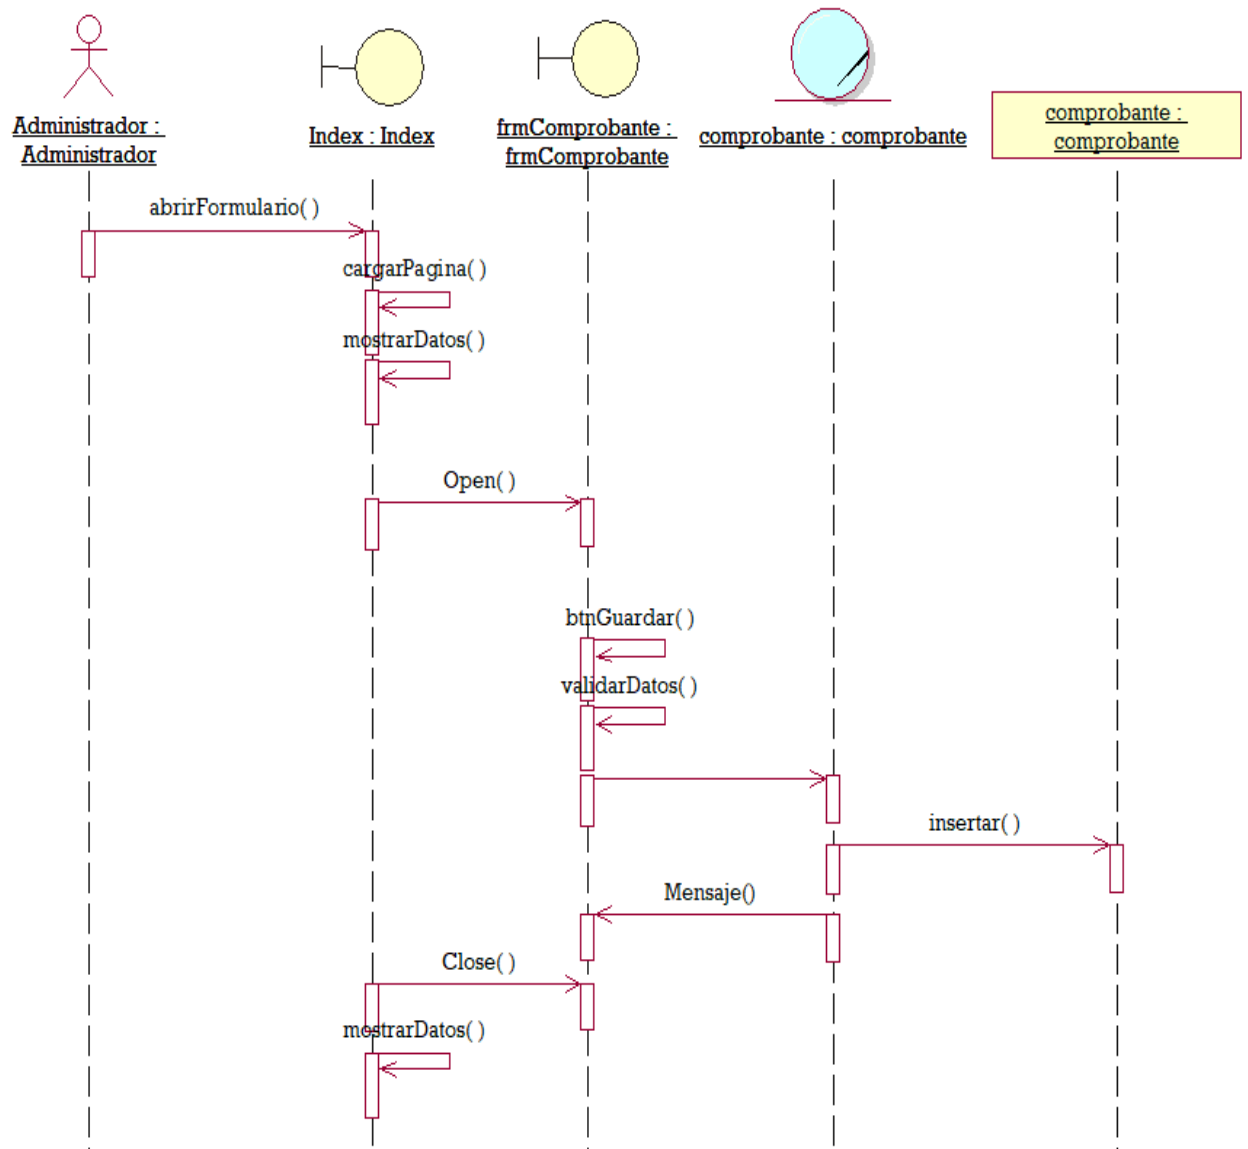 Administrador :
Administrador
Index : Index
frmComprobante :
frmComprobante
comprobante : comprobante
comprobante :
comprobante
abrirFormulario( )
cargarPagina( )
mostrarDatos( )
Open( )
btnGuardar( )
validarDatos( )
insertar( )
Mensaje()
Close( )
mostrarDatos( )